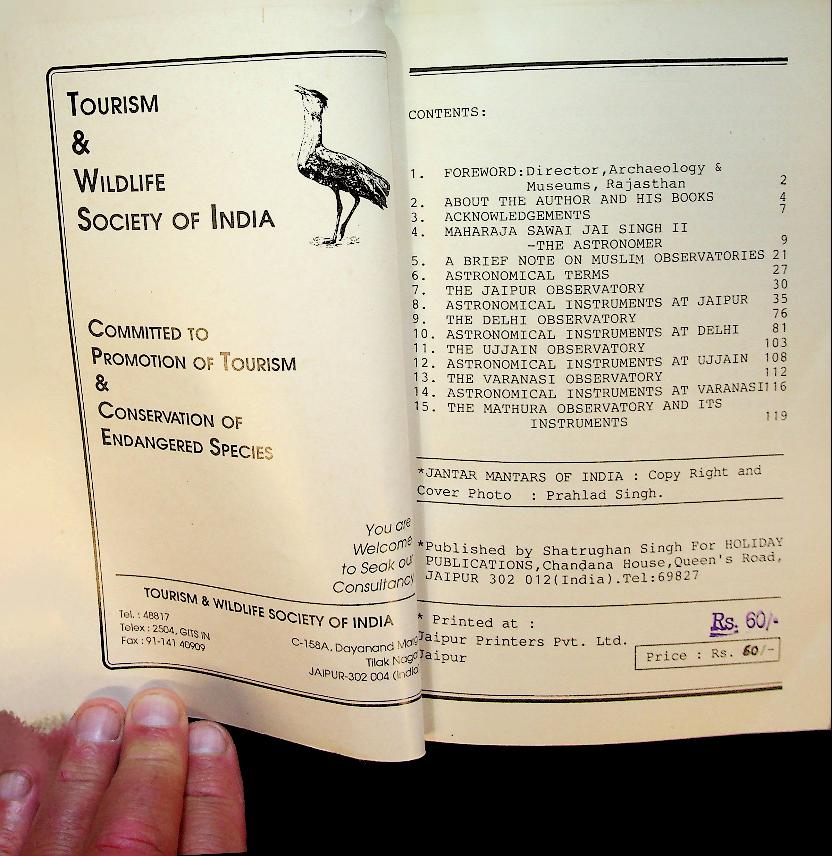 TOURISM
&
WILDLIFE
SOCIETY OF INDIA
COMMITTED TO
PROMOTION OF TOURISM
&
CONSERVATION OF
ENDANGERED SPECIES
You are
Welcome
to Seak our
Consultancy
TOURISM & WILDLIFE SOCIETY OF INDIA
Tel. : 48817
Telex : 2504, GITS IN
Fax : 91-141 40909
C-158A, Dayanand Marg
Tilak Naga
JAIPUR-302 004 (India
CONTENTS:
1. FOREWORD:Director,Archaeology &
Museums, Rajasthan 2
2. ABOUT THE AUTHOR AND HIS BOOKS 4
3. ACKNOWLEDGEMENTS 7
4. MAHARAJA SAWAI JAI SINGH II
-THE ASTRONOMER 9
5. A BRIEF NOTE ON MUSLIM OBSERVATORIES 21
6. ASTRONOMICAL TERMS 27
7. THE JAIPUR OBSERVATORY 30
8. ASTRONOMICAL INSTRUMENTS AT JAIPUR 35
9. THE DELHI OBSERVATORY 76
10. ASTRONOMICAL INSTRUMENTS AT DELHI 81
11. THE UJJAIN OBSERVATORY 103
12. ASTRONOMICAL INSTRUMENTS AT UJJAIN 108
13. THE VARANASI OBSERVATORY 112
14. ASTRONOMICAL INSTRUMENTS AT VARANASI 116
15. THE MATHURA OBSERVATORY AND ITS
INSTRUMENTS 119
*JANTAR MANTARS OF INDIA : Copy Right and
Cover Photo : Prahlad Singh.
*Published by Shatrughan Singh For HOLIDAY
PUBLICATIONS,Chandana House,Queen's Road,
JAIPUR 302 012(India).Tel:69827
* Printed at :
Jaipur Printers Pvt. Ltd.
Jaipur
Rs. 60/-
Price : Rs. 60/-